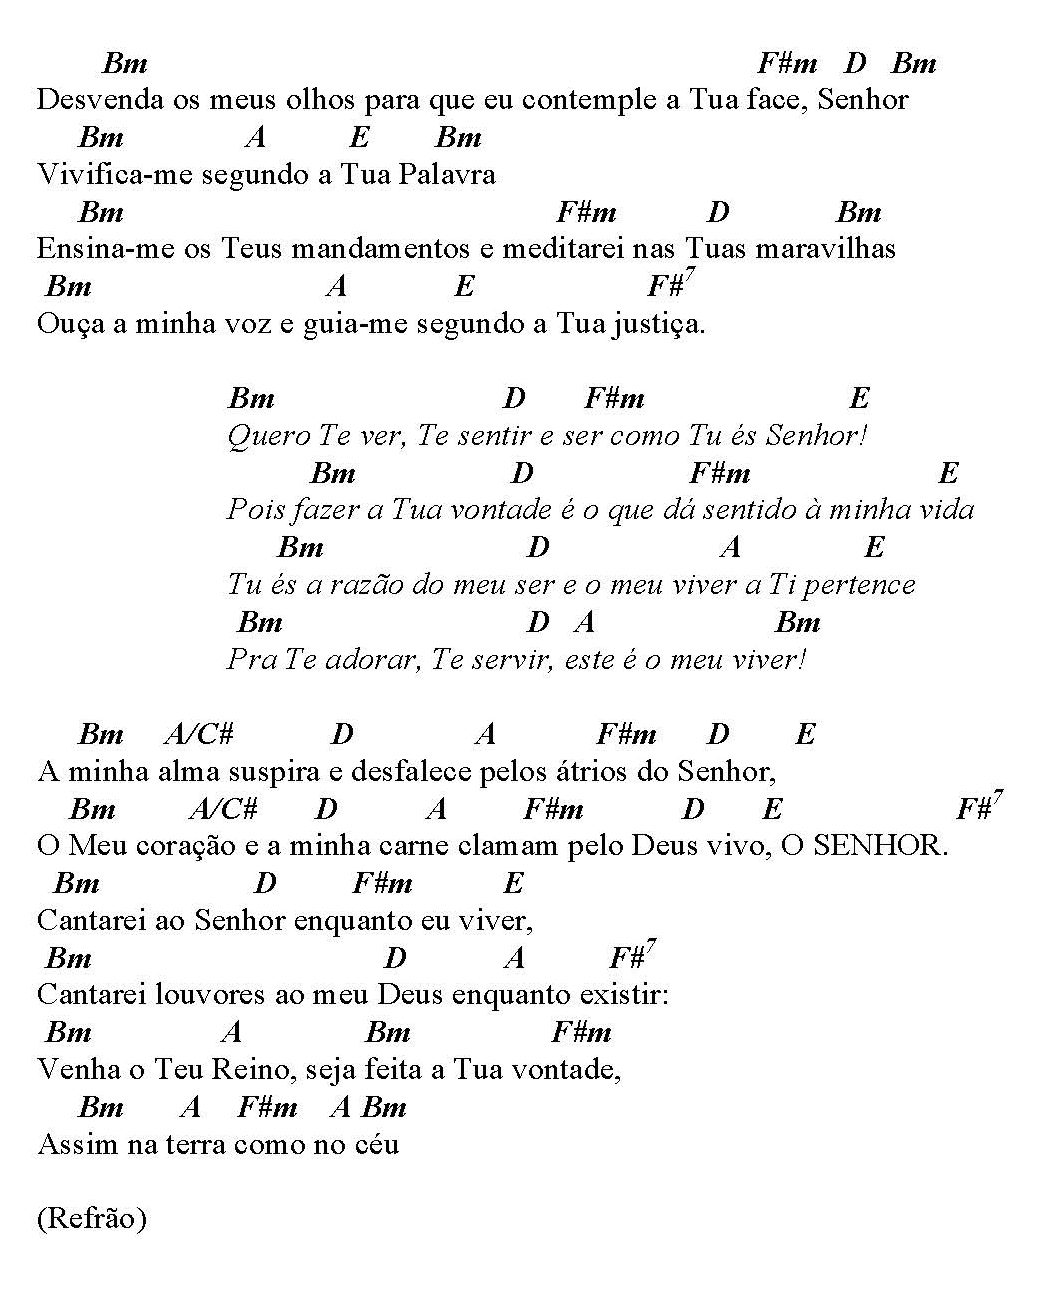 Bm F#m D Bm
Desvenda os meus olhos para que eu contemple a Tua face, Senhor
Bm A E Bm
Vivifica-me segundo a Tua Palavra
Bm F#m D Bm
Ensina-me os Teus mandamentos e meditarei nas Tuas maravilhas
Bm A E F#7
Ouça a minha voz e guia-me segundo a Tua justiça.
Bm D F#m E
Quero Te ver, Te sentir e ser como Tu és Senhor!
Bm D F#m E
Pois fazer a Tua vontade é o que dá sentido à minha vida
Bm D A E
Tu és a razão do meu ser e o meu viver a Ti pertence
Bm D A Bm
Pra Te adorar, Te servir, este é o meu viver!
Bm A/C# D A F#m D E
A minha alma suspira e desfalece pelos átrios do Senhor,
Bm A/C# D A F#m D E F#7
O Meu coração e a minha carne clamam pelo Deus vivo, O SENHOR.
Bm D F#m E
Cantarei ao Senhor enquanto eu viver,
Bm D A F#7
Cantarei louvores ao meu Deus enquanto existir:
Bm A Bm F#m
Venha o Teu Reino, seja feita a Tua vontade,
Bm A F#m A Bm
Assim na terra como no céu
(Refrão)